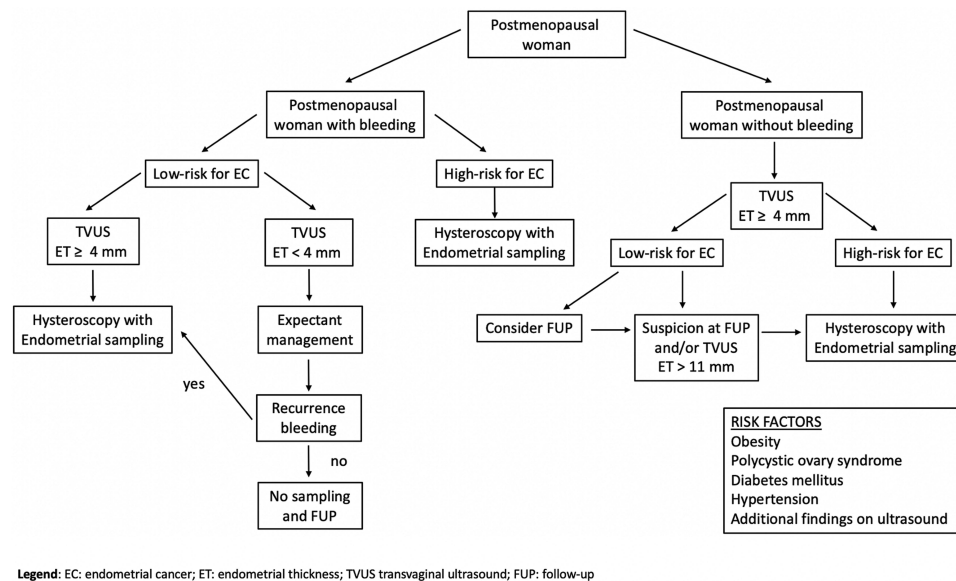 Postmenopausal
woman
Postmenopausal
woman with bleeding
Postmenopausal
woman without bleeding
Low-risk for EC
High-risk for EC
TVUS
ET ≥ 4 mm
TVUS
ET ≥ 4 mm
TVUS
ET < 4 mm
Hysteroscopy with
Endometrial sampling
Low-risk for EC
High-risk for EC
Hysteroscopy with
Endometrial sampling
Expectant
management
Consider FUP
Suspicion at FUP
and/or TVUS
ET > 11 mm
Hysteroscopy with
Endometrial sampling
yes
Recurrence
bleeding
no
No sampling
and FUP
RISK FACTORS
Obesity
Polycystic ovary syndrome
Diabetes mellitus
Hypertension
Additional findings on ultrasound
Legend: EC: endometrial cancer; ET: endometrial thickness; TVUS transvaginal ultrasound; FUP: follow-up